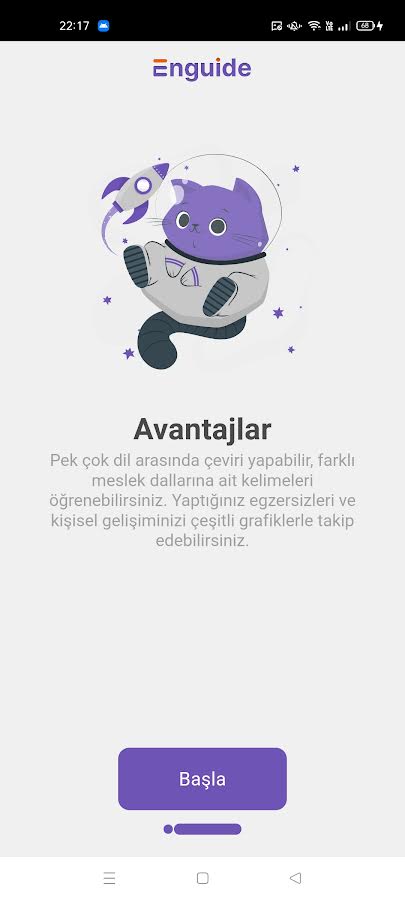 22:17
Enguide
Avantajlar
Pek çok dil arasında çeviri yapabilir, farklı
meslek dallarına ait kelimeleri
öğrenebilirsiniz. Yaptığınız egzersizleri ve
kişisel gelişiminizi çeşitli grafiklerle takip
edebilirsiniz.
Başla